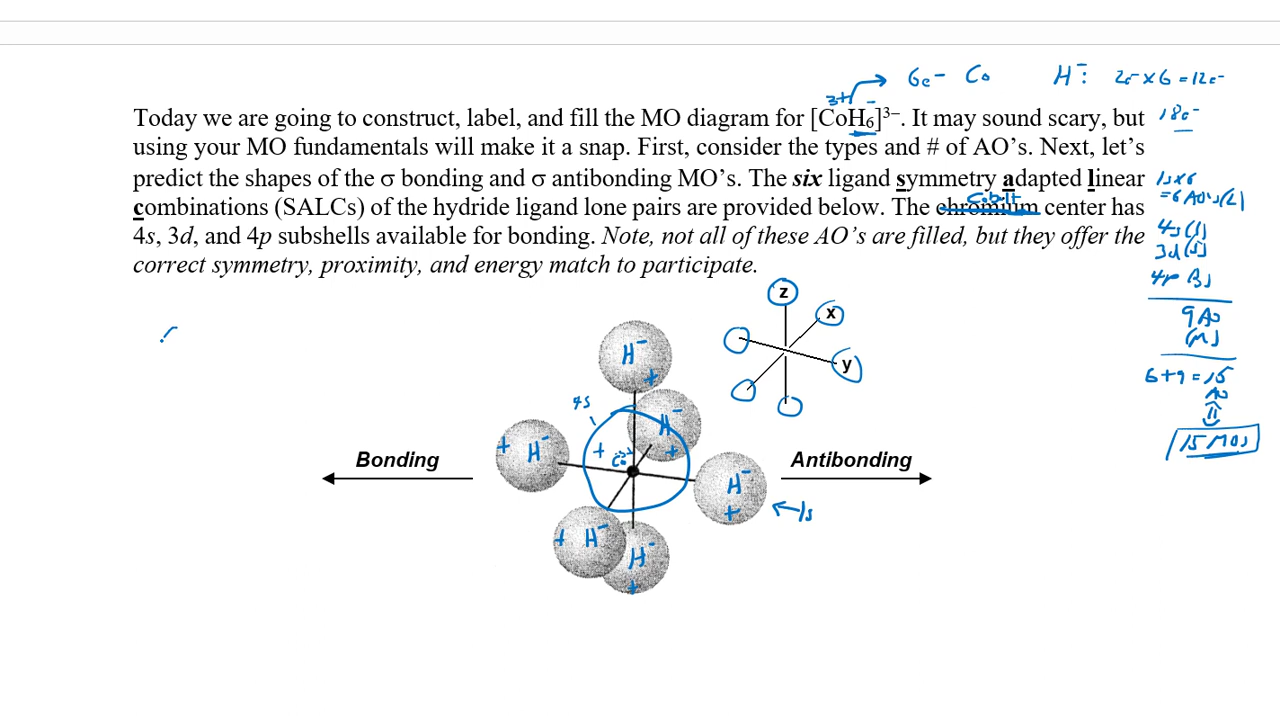 3+ → 6e- Co H⁻: 2e⁻ x 6 = 12e⁻
Today we are going to construct, label, and fill the MO diagram for [CoH₆]³⁻. It may sound scary, but
18e⁻
using your MO fundamentals will make it a snap. First, consider the types and # of AO’s. Next, let’s
predict the shapes of the σ bonding and σ antibonding MO’s. The six ligand symmetry adapted linear
1s x 6
= 6 AO's (L)
combinations (SALCs) of the hydride ligand lone pairs are provided below. The chromium center has
4s, 3d, and 4p subshells available for bonding. Note, not all of these AO’s are filled, but they offer the
4s (1)
3d (5)
correct symmetry, proximity, and energy match to participate.
4p (3)
9 AO
(M)
6+9=15
AO
15 MOs
z
x
y
H⁻
+
4s
H⁻
+
+ H⁻
+
Bonding
Antibonding
H⁻
+
←1s
+ H⁻
H⁻
+